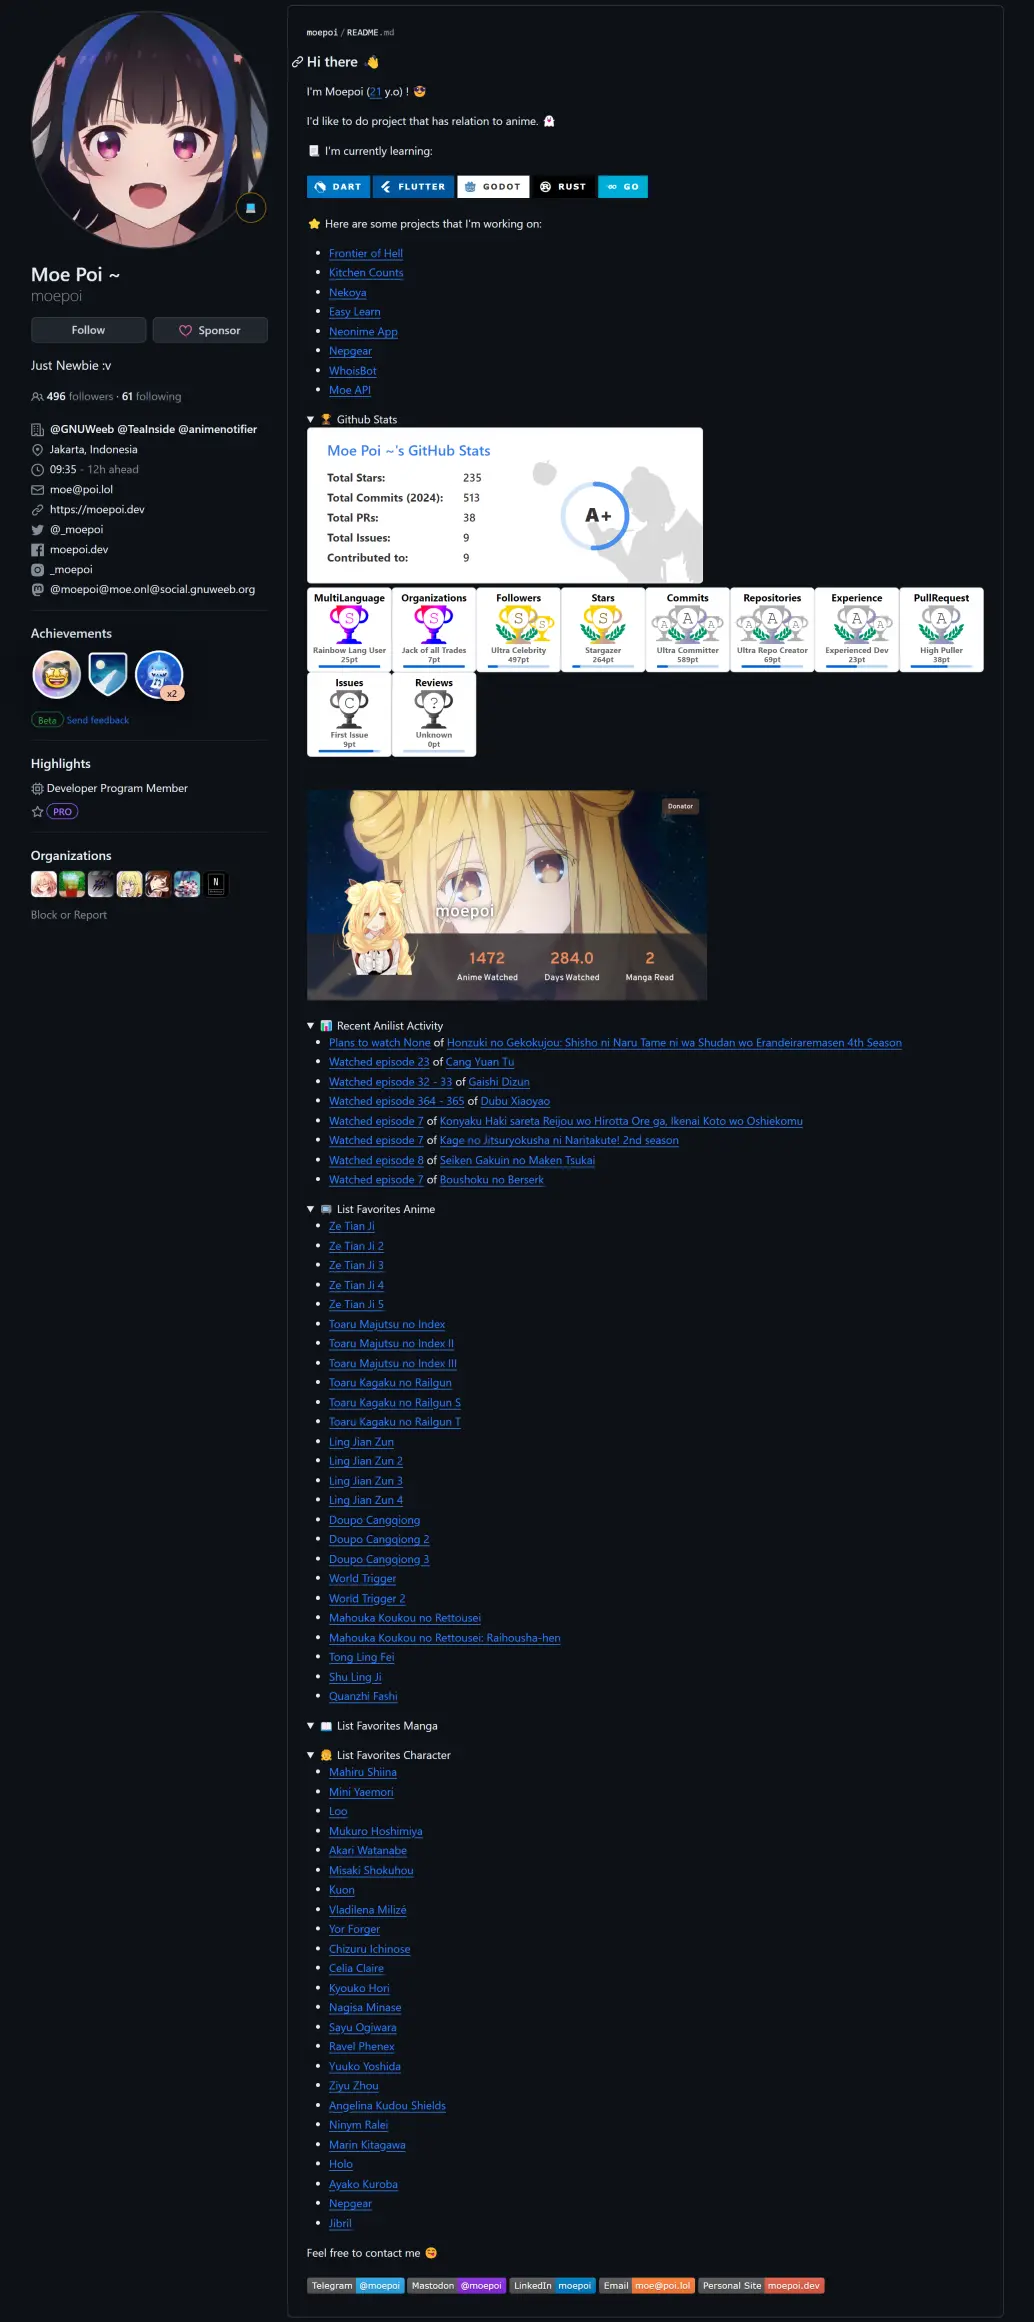 Moe Poi ~
moepoi
Follow
Sponsor
Just Newbie :v
496 followers · 61 following
@GNUWeeb @TeaInside @animenotifier
Jakarta, Indonesia
09:35 - 12h ahead
moe@poi.lol
https://moepoi.dev
@_moepoi
moepoi.dev
_moepoi
@moepoi@moe.onl@social.gnuweeb.org
Achievements
x2
Beta Send feedback
Highlights
Developer Program Member
PRO
Organizations
N
Block or Report
moepoi / README.md
Hi there 👋
I'm Moepoi (21 y.o) ! 😎
I'd like to do project that has relation to anime. 👻
📃 I'm currently learning:
DART FLUTTER GODOT RUST GO
⭐ Here are some projects that I'm working on:
• Frontier of Hell
• Kitchen Counts
• Nekoya
• Easy Learn
• Neonime App
• Nepgear
• WhoisBot
• Moe API
▼ 🏆 Github Stats
Moe Poi ~'s GitHub Stats
Total Stars: 235
Total Commits (2024): 513
Total PRs: 38
Total Issues: 9
Contributed to: 9
A+
MultiLanguage Organizations Followers Stars Commits Repositories Experience PullRequest
S S S S S A A A A A A A A A A
Rainbow Lang User Jack of all Trades Ultra Celebrity Stargazer Ultra Committer Ultra Repo Creator Experienced Dev High Puller
25pt 7pt 497pt 264pt 589pt 69pt 23pt 38pt
Issues Reviews
C ?
First Issue Unknown
9pt 0pt
Donator
moepoi
1472 284.0 2
Anime Watched Days Watched Manga Read
▼ 📊 Recent Anilist Activity
• Plans to watch None of Honzuki no Gekokujou: Shisho ni Naru Tame ni wa Shudan wo Erandeiraremasen 4th Season
• Watched episode 23 of Cang Yuan Tu
• Watched episode 32 - 33 of Gaishi Dizun
• Watched episode 364 - 365 of Dubu Xiaoyao
• Watched episode 7 of Konyaku Haki sareta Reijou wo Hirotta Ore ga, Ikenai Koto wo Oshiekomu
• Watched episode 7 of Kage no Jitsuryokusha ni Naritakute! 2nd season
• Watched episode 8 of Seiken Gakuin no Maken Tsukai
• Watched episode 7 of Boushoku no Berserk
▼ 📺 List Favorites Anime
• Ze Tian Ji
• Ze Tian Ji 2
• Ze Tian Ji 3
• Ze Tian Ji 4
• Ze Tian Ji 5
• Toaru Majutsu no Index
• Toaru Majutsu no Index II
• Toaru Majutsu no Index III
• Toaru Kagaku no Railgun
• Toaru Kagaku no Railgun S
• Toaru Kagaku no Railgun T
• Ling Jian Zun
• Ling Jian Zun 2
• Ling Jian Zun 3
• Ling Jian Zun 4
• Doupo Cangqiong
• Doupo Cangqiong 2
• Doupo Cangqiong 3
• World Trigger
• World Trigger 2
• Mahouka Koukou no Rettousei
• Mahouka Koukou no Rettousei: Raihousha-hen
• Tong Ling Fei
• Shu Ling Ji
• Quanzhi Fashi
▼ 📖 List Favorites Manga
▼ 👩 List Favorites Character
• Mahiru Shiina
• Mini Yaemori
• Loo
• Mukuro Hoshimiya
• Akari Watanabe
• Misaki Shokuhou
• Kuon
• Vladilena Milizé
• Yor Forger
• Chizuru Ichinose
• Celia Claire
• Kyouko Hori
• Nagisa Minase
• Sayu Ogiwara
• Ravel Phenex
• Yuuko Yoshida
• Ziyu Zhou
• Angelina Kudou Shields
• Ninym Ralei
• Marin Kitagawa
• Holo
• Ayako Kuroba
• Nepgear
• Jibril
Feel free to contact me 😊
Telegram @moepoi Mastodon @moepoi LinkedIn moepoi Email moe@poi.lol Personal Site moepoi.dev